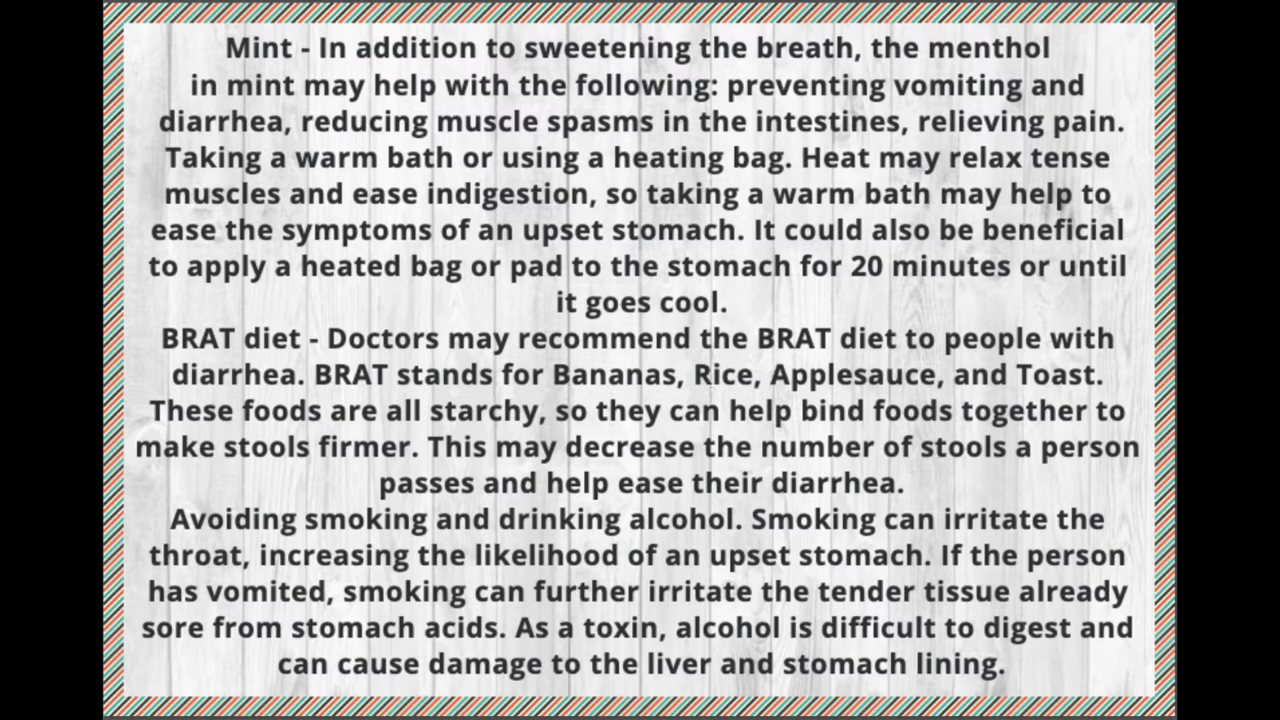 Mint - In addition to sweetening the breath, the menthol
in mint may help with the following: preventing vomiting and
diarrhea, reducing muscle spasms in the intestines, relieving pain.
Taking a warm bath or using a heating bag. Heat may relax tense
muscles and ease indigestion, so taking a warm bath may help to
ease the symptoms of an upset stomach. It could also be beneficial
to apply a heated bag or pad to the stomach for 20 minutes or until
it goes cool.
BRAT diet - Doctors may recommend the BRAT diet to people with
diarrhea. BRAT stands for Bananas, Rice, Applesauce, and Toast.
These foods are all starchy, so they can help bind foods together to
make stools firmer. This may decrease the number of stools a person
passes and help ease their diarrhea.
Avoiding smoking and drinking alcohol. Smoking can irritate the
throat, increasing the likelihood of an upset stomach. If the person
has vomited, smoking can further irritate the tender tissue already
sore from stomach acids. As a toxin, alcohol is difficult to digest and
can cause damage to the liver and stomach lining.